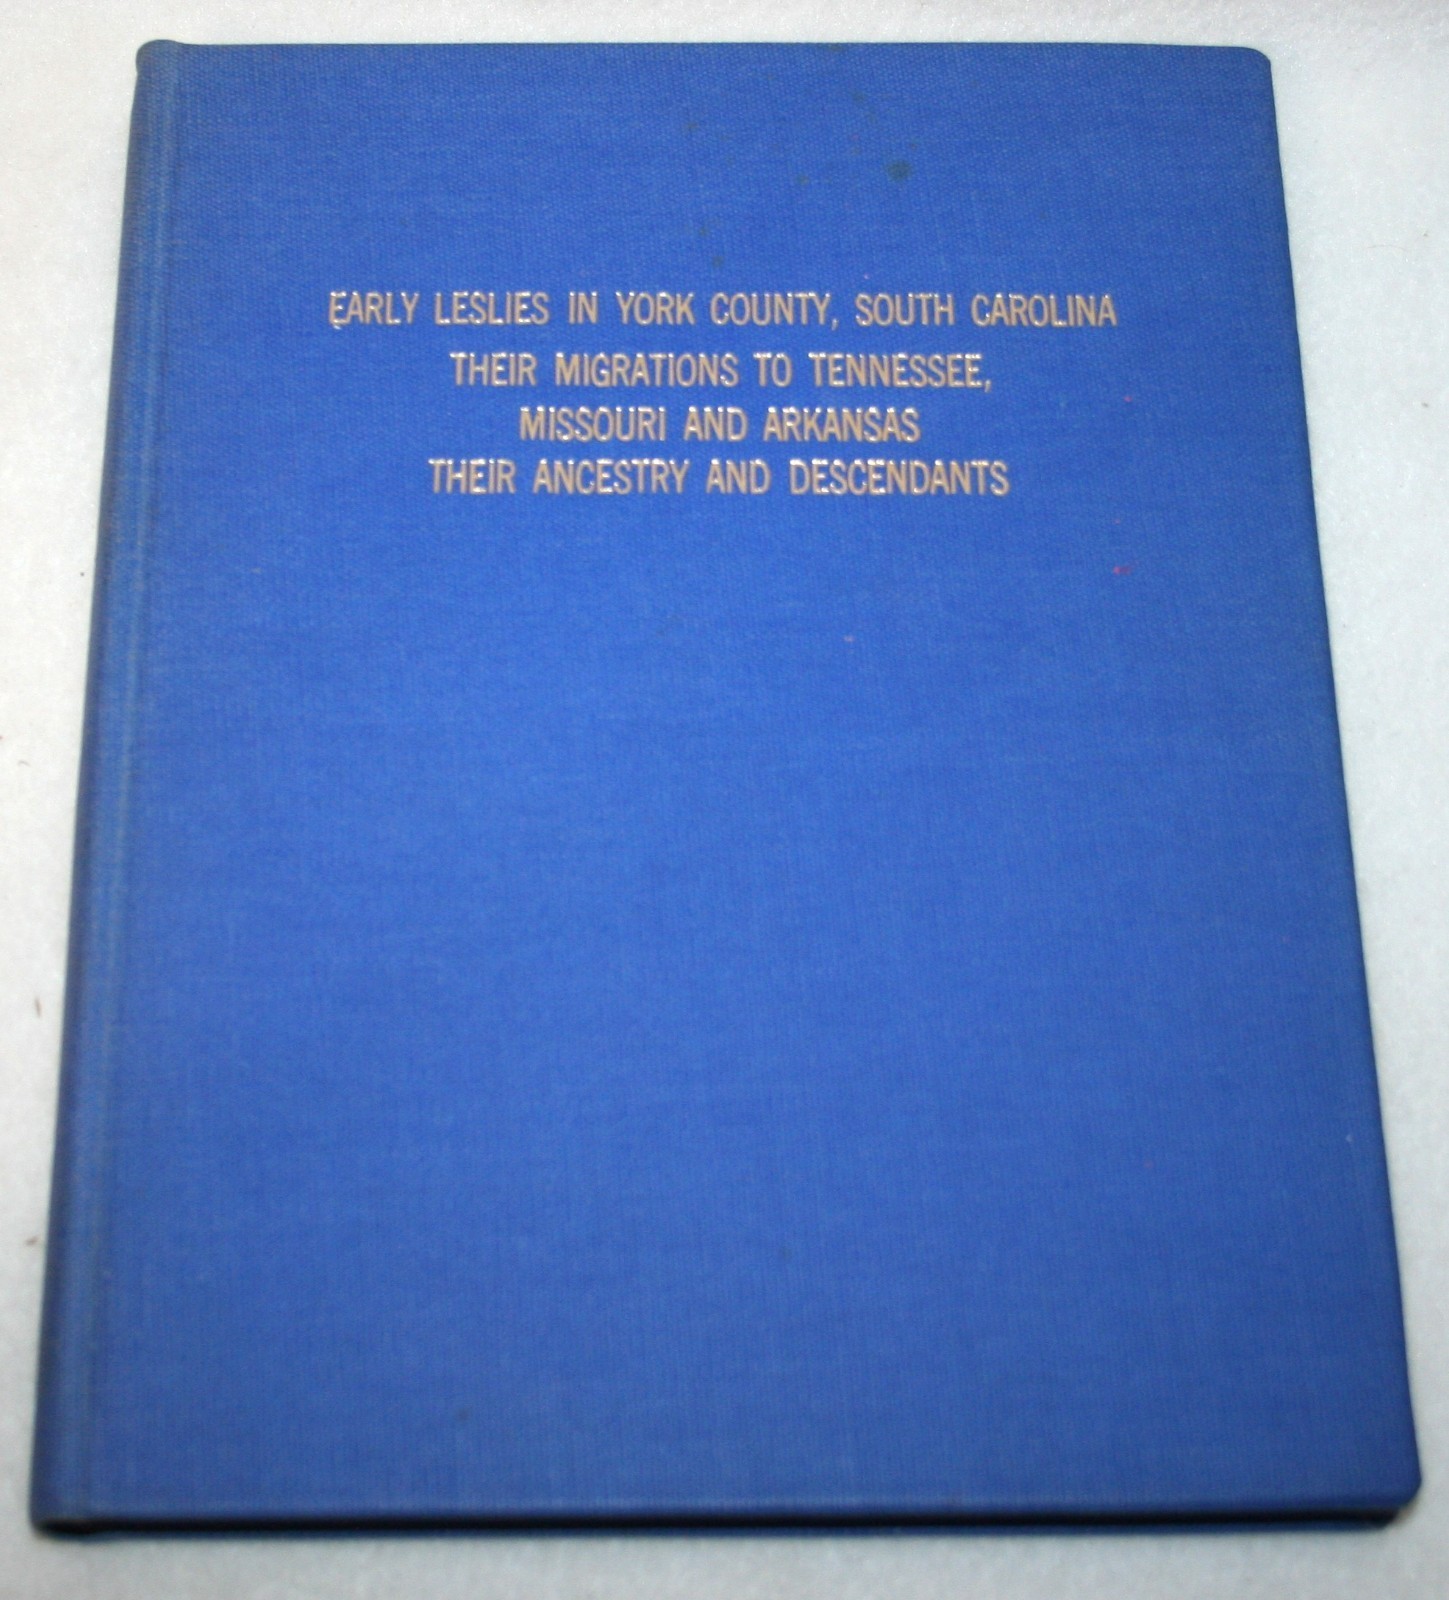 EARLY LESLIES IN YORK COUNTY, SOUTH CAROLINA
THEIR MIGRATIONS TO TENNESSEE,
MISSOURI AND ARKANSAS
THEIR ANCESTRY AND DESCENDANTS